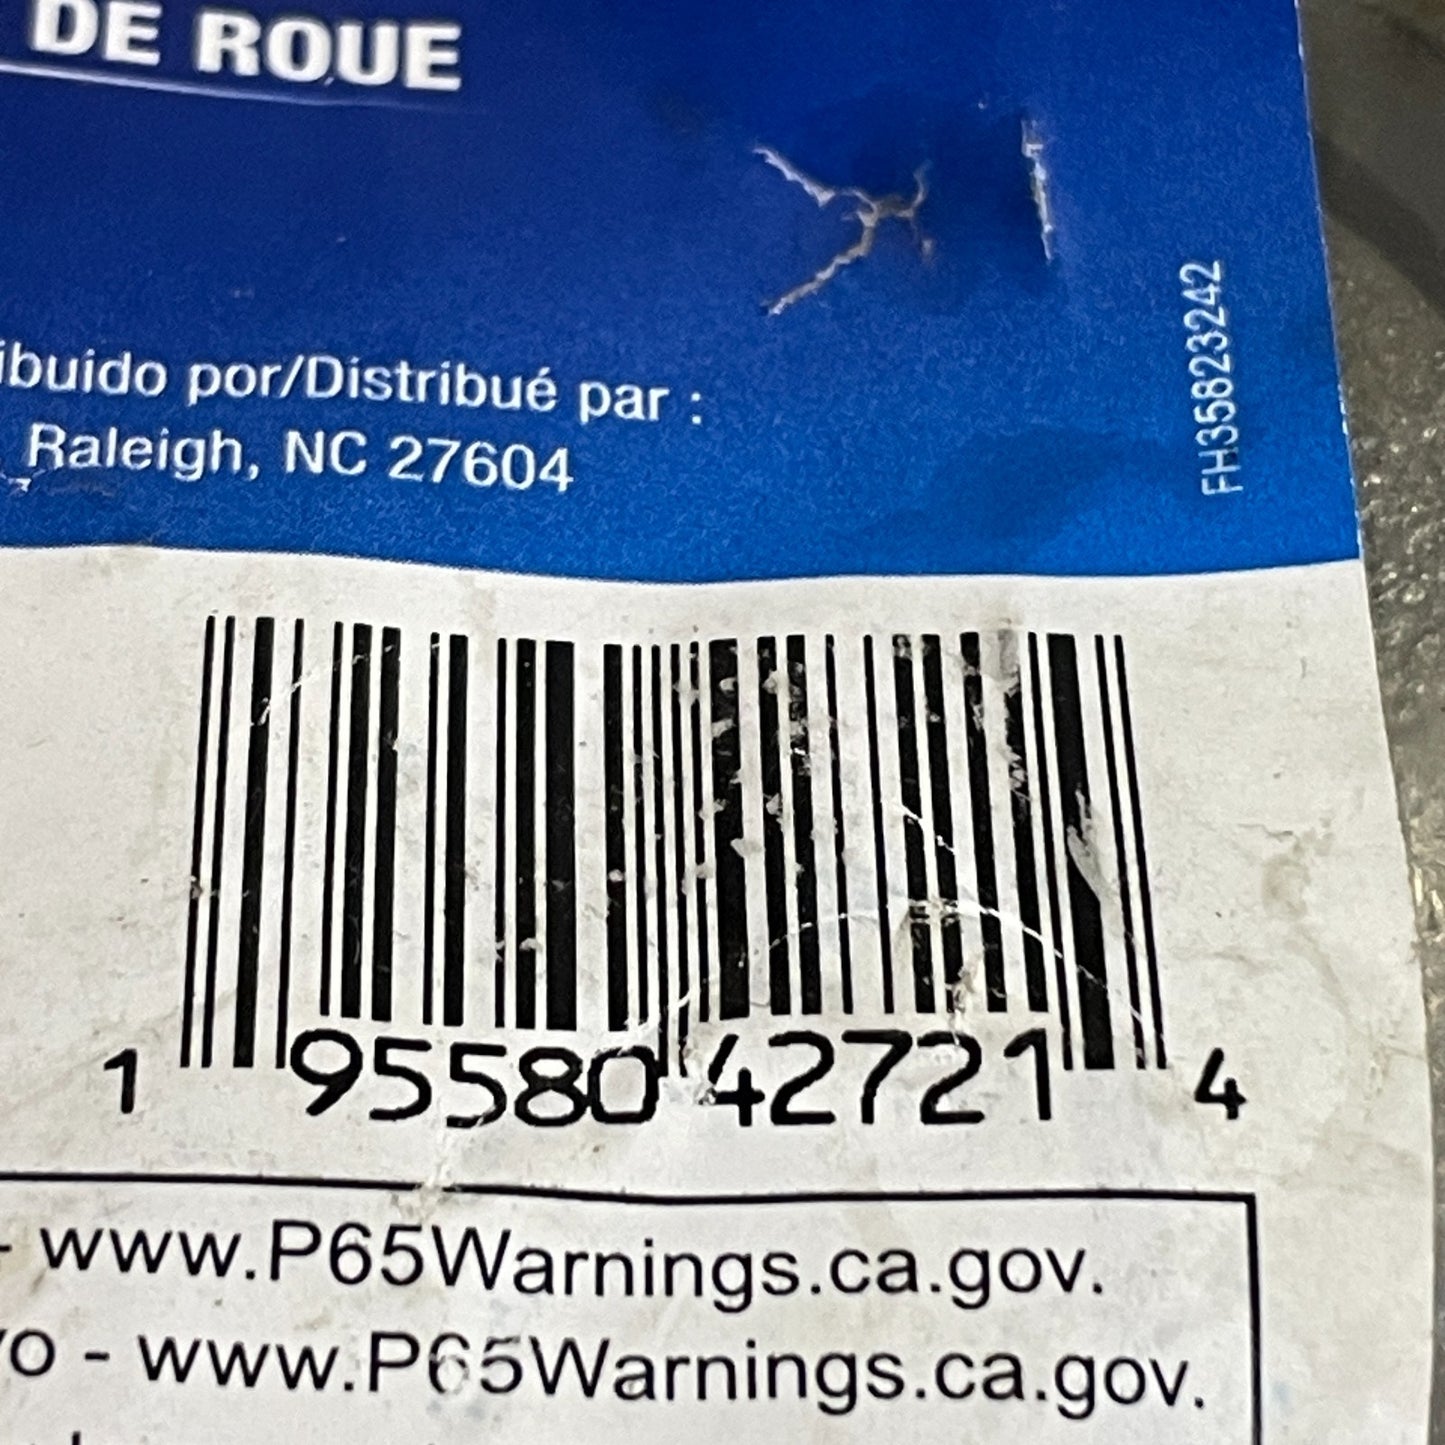 DE ROUE
ibuido por/Distribué par :
Raleigh, NC 27604
FH35823242
1 95580 42721 4
- www.P65Warnings.ca.gov.
o - www.P65Warnings.ca.gov.